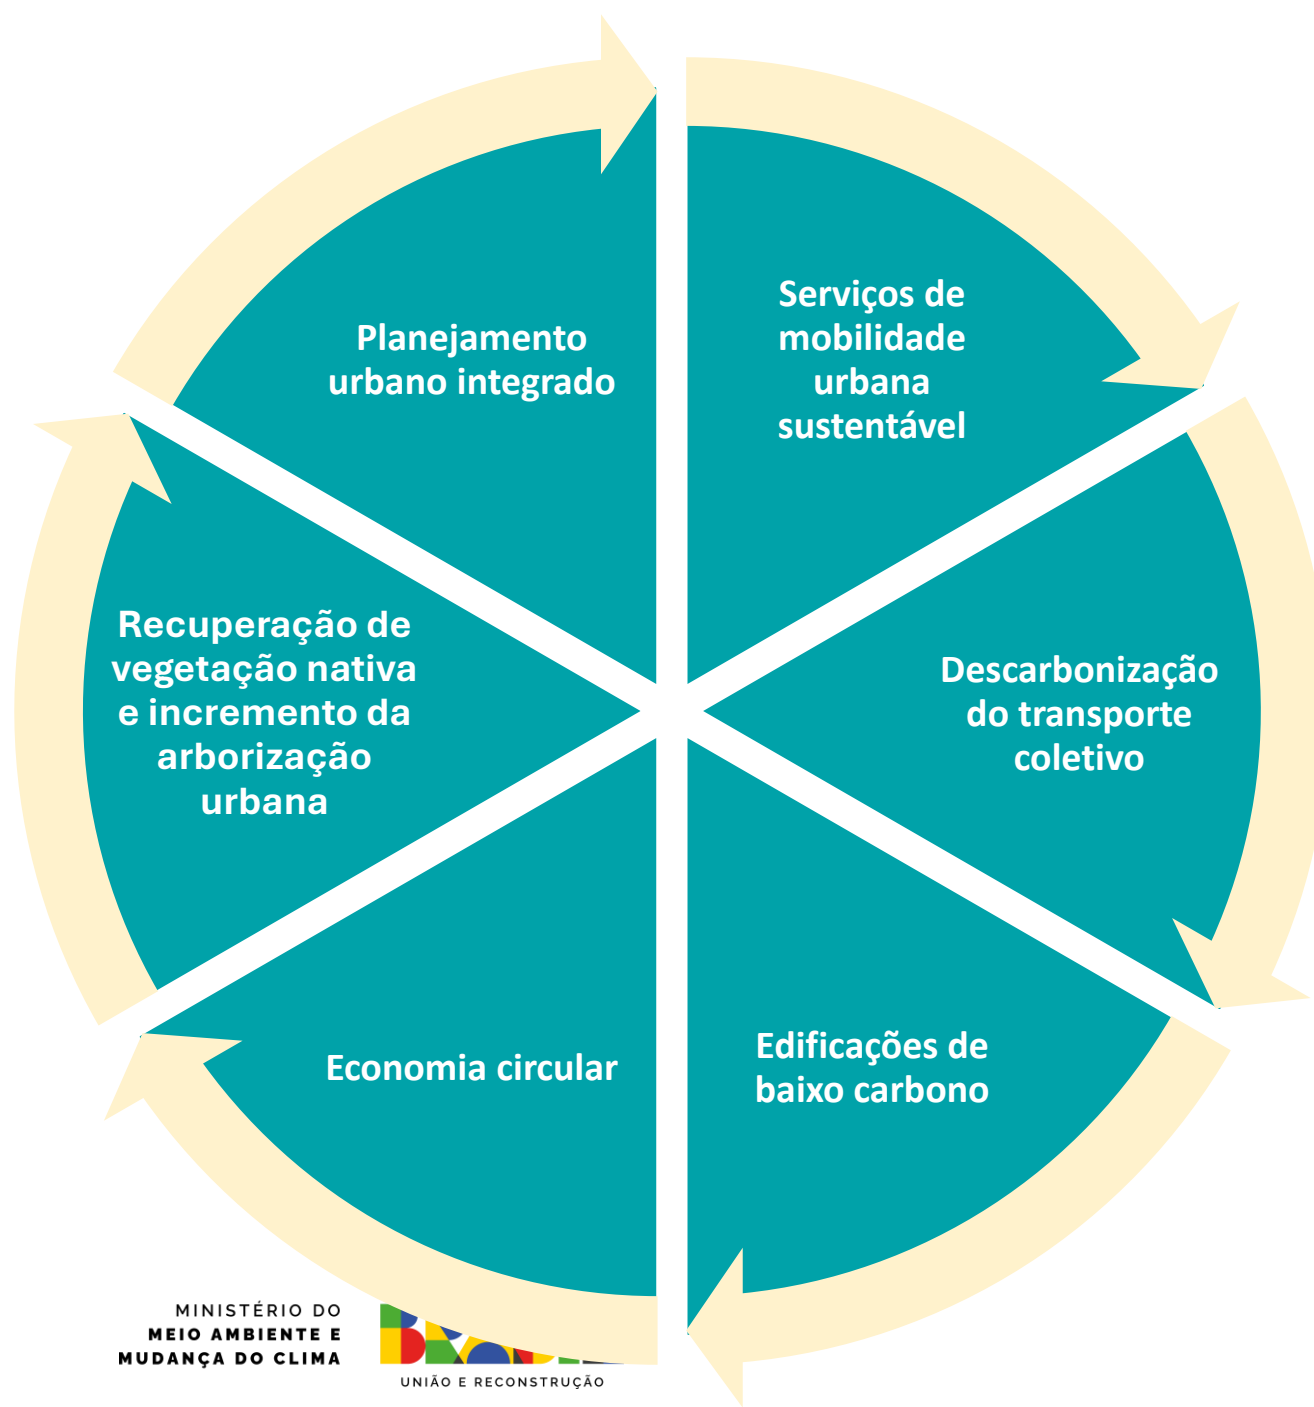 Serviços de
mobilidade
urbana
sustentável
Planejamento
urbano integrado
Recuperação de
vegetação nativa
e incremento da
arborização
urbana
Descarbonização
do transporte
coletivo
Edificações de
baixo carbono
Economia circular
MINISTÉRIO DO
MEIO AMBIENTE E
MUDANÇA DO CLIMA
UNIÃO E RECONSTRUÇÃO